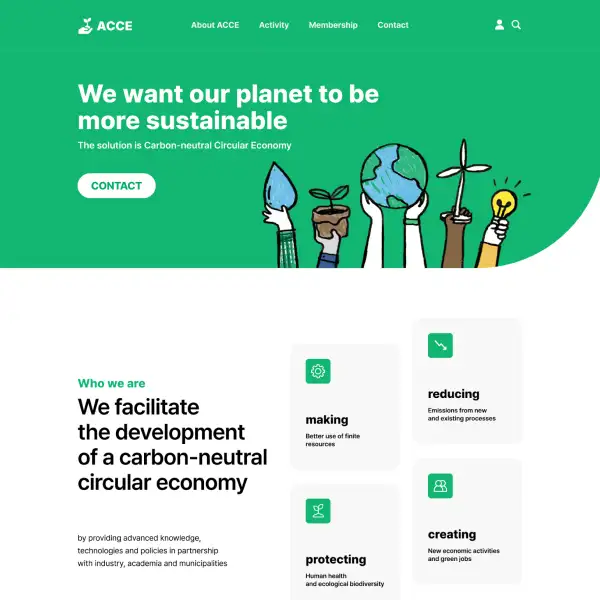 ACCE
About ACCE
Activity
Membership
Contact
We want our planet to be
more sustainable
The solution is Carbon-neutral Circular Economy
CONTACT
Who we are
We facilitate
the development
of a carbon-neutral
circular economy
by providing advanced knowledge,
technologies and policies in partnership
with industry, academia and municipalities
making
Better use of finite
resources
reducing
Emissions from new
and existing processes
protecting
Human health
and ecological biodiversity
creating
New economic activities
and green jobs